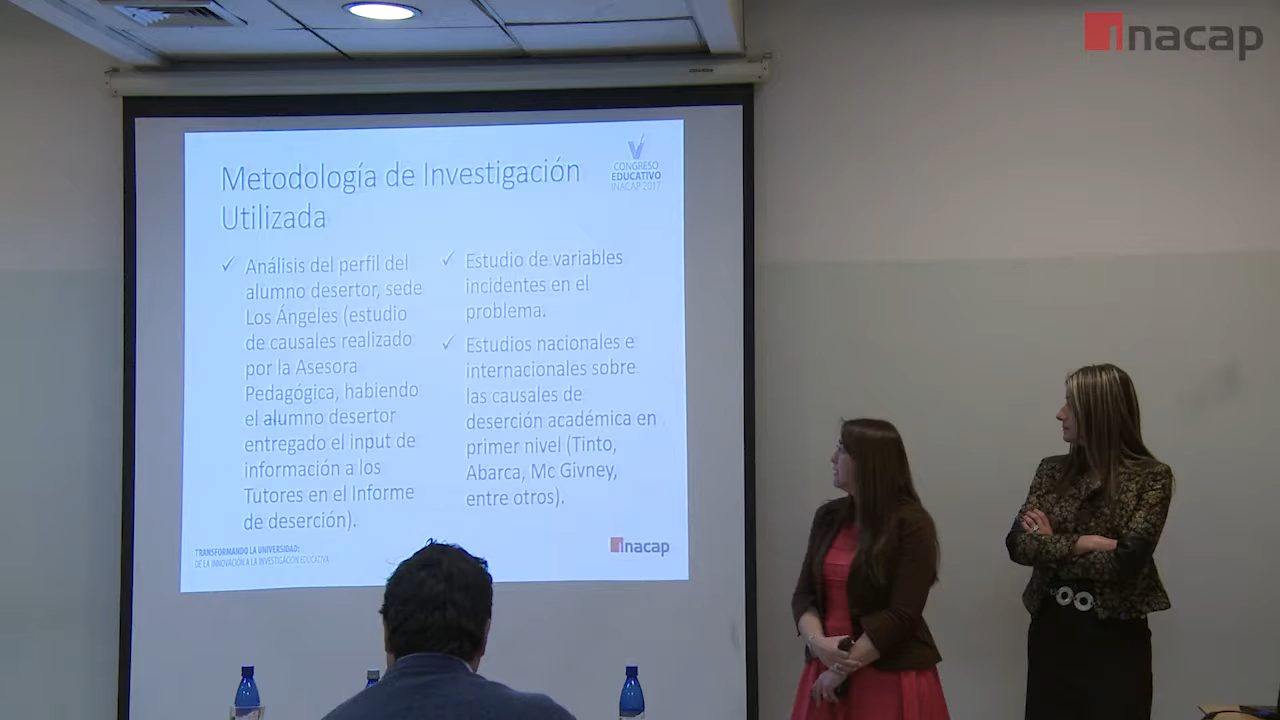 inacap
CONGRESO
EDUCATIVO
INACAP 2017
Metodología de Investigación
Utilizada
✓ Análisis del perfil del
alumno desertor, sede
Los Ángeles (estudio
de causales realizado
por la Asesora
Pedagógica, habiendo
el alumno desertor
entregado el input de
información a los
Tutores en el Informe
de deserción).
✓ Estudio de variables
incidentes en el
problema.
✓ Estudios nacionales e
internacionales sobre
las causales de
deserción académica en
primer nivel (Tinto,
Abarca, Mc Givney,
entre otros).
TRANSFORMANDO LA UNIVERSIDAD:
DE LA INNOVACIÓN A LA INVESTIGACIÓN EDUCATIVA
inacap